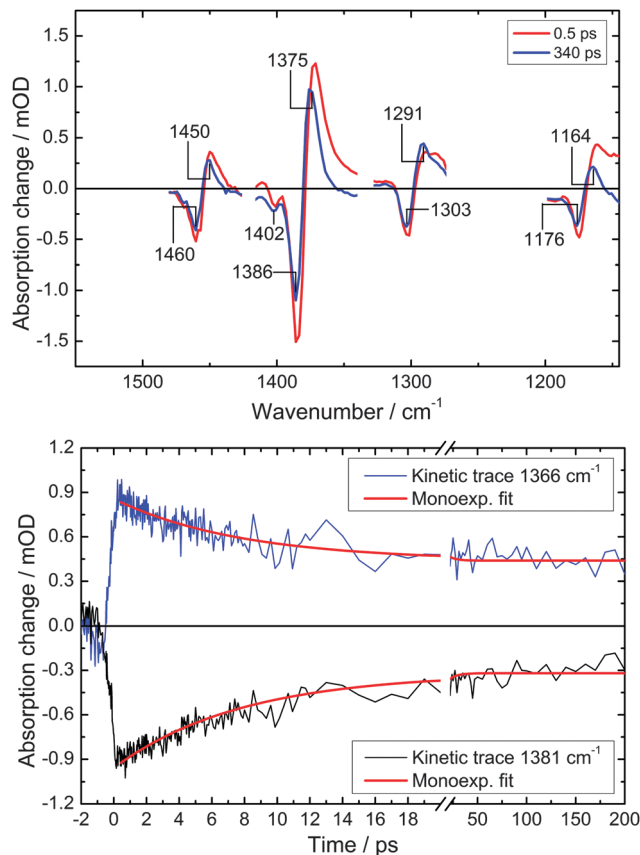 1.5
1.0
0.5
0.0
-0.5
-1.0
-1.5
Absorption change / mOD
0.5 ps
340 ps
1375
1450
1291
1164
1460
1402
1386
1303
1176
1500
1400
1300
1200
Wavenumber / cm⁻¹
1.2
0.9
0.6
0.3
0.0
-0.3
-0.6
-0.9
-1.2
Absorption change / mOD
Kinetic trace 1366 cm⁻¹
Monoexp. fit
Kinetic trace 1381 cm⁻¹
Monoexp. fit
-2 0 2 4 6 8 10 12 14 16 18 20 50 100 150 200
Time / ps